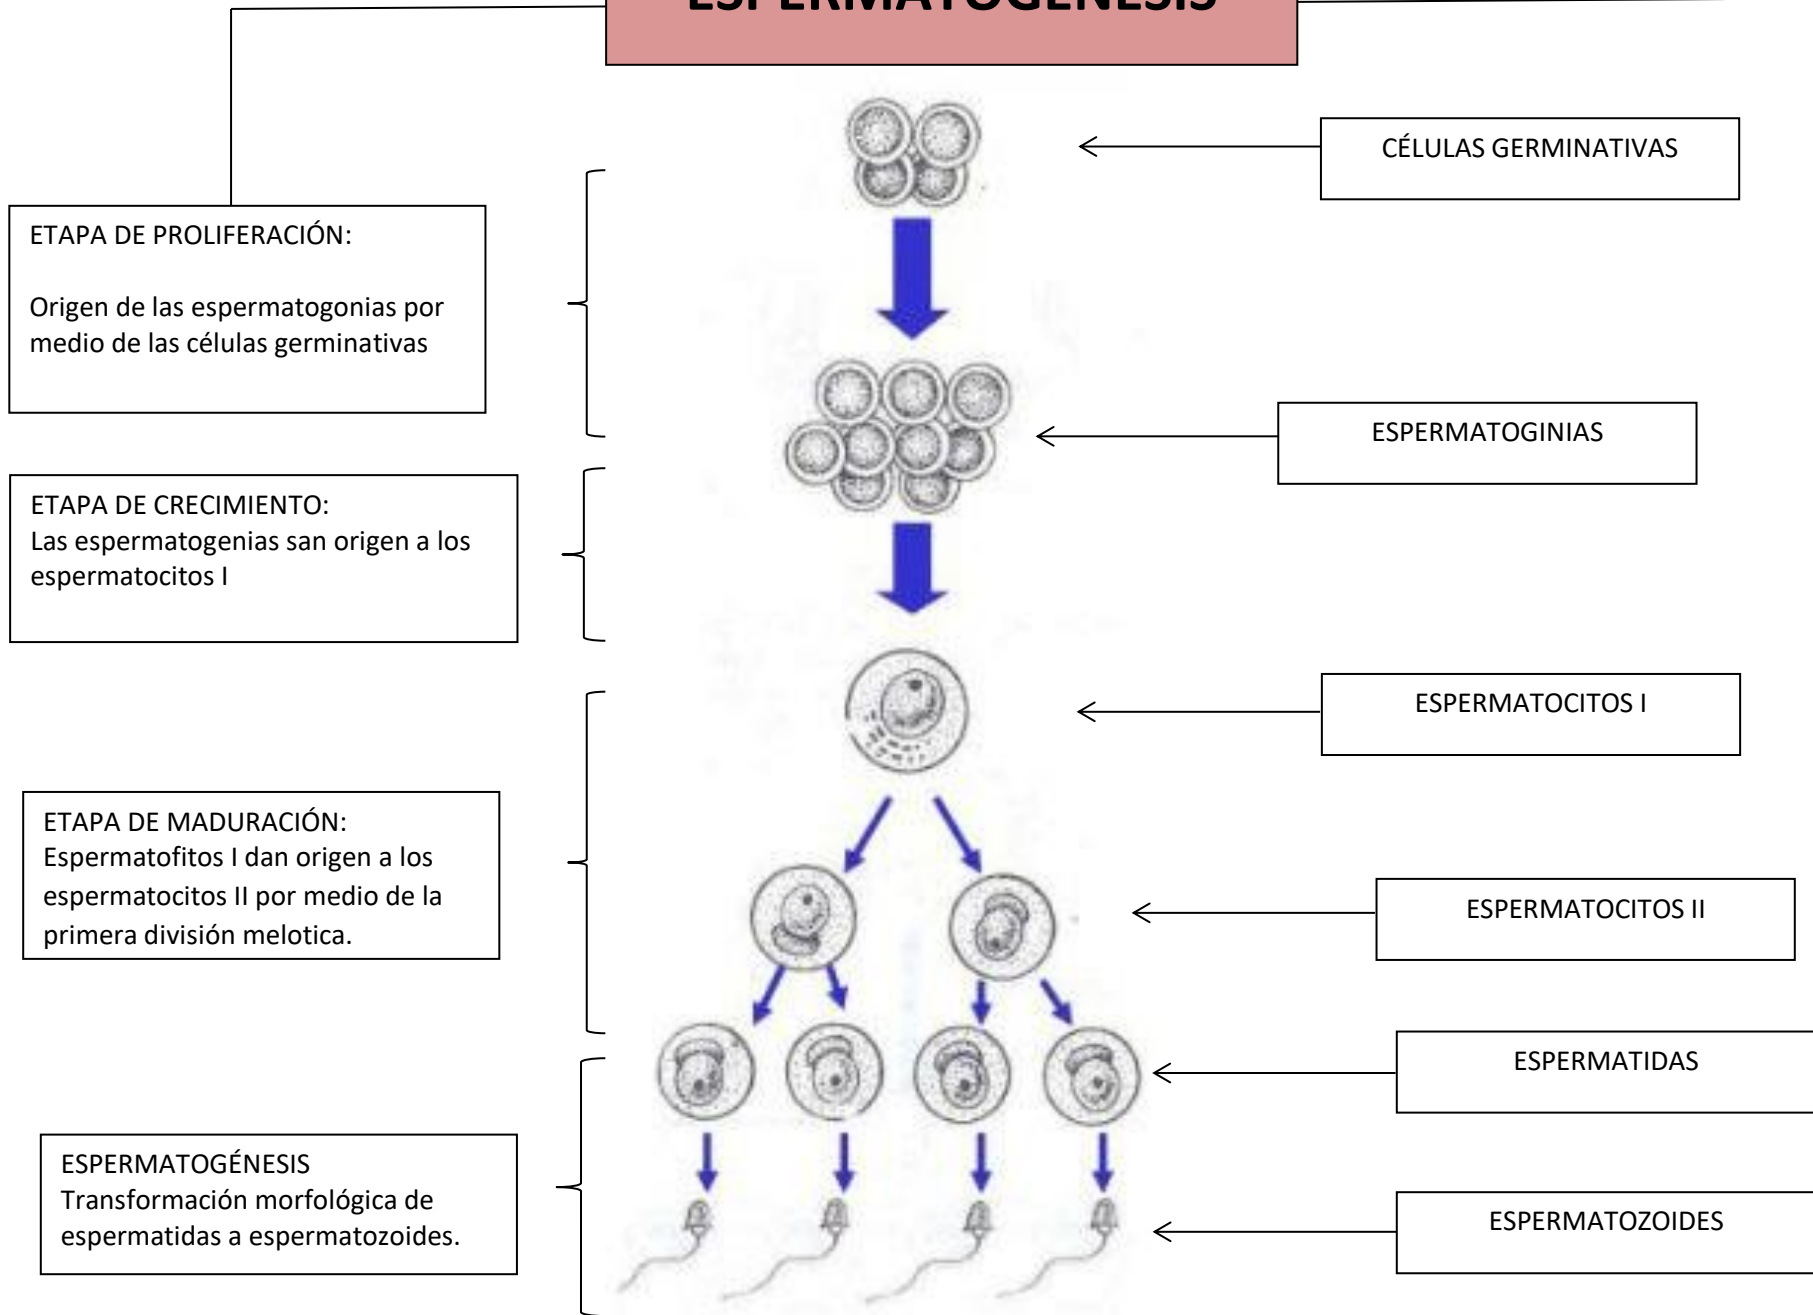 ESPERMATOGENESIS
CÉLULAS GERMINATIVAS
ETAPA DE PROLIFERACIÓN:
Origen de las espermatogonias por
medio de las células germinativas
ESPERMATOGINIAS
ETAPA DE CRECIMIENTO:
Las espermatogenias san origen a los
espermatocitos I
ESPERMATOCITOS I
ETAPA DE MADURACIÓN:
Espermatofitos I dan origen a los
espermatocitos II por medio de la
primera división melotica.
ESPERMATOCITOS II
ESPERMATIDAS
ESPERMATOGÉNESIS
Transformación morfológica de
espermatidas a espermatozoides.
ESPERMATOZOIDES